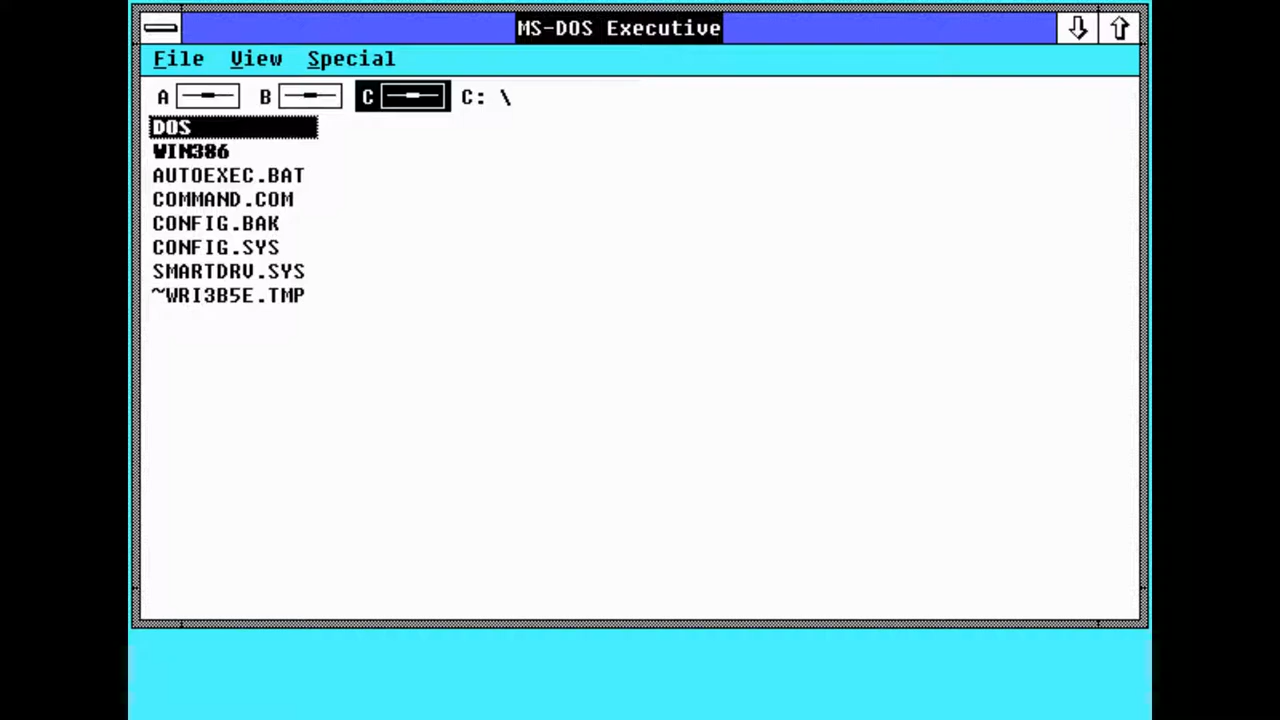 MS-DOS Executive
File View Special
A B C C: \
DOS
WIN386
AUTOEXEC.BAT
COMMAND.COM
CONFIG.BAK
CONFIG.SYS
SMARTDRV.SYS
~WRI3B5E.TMP